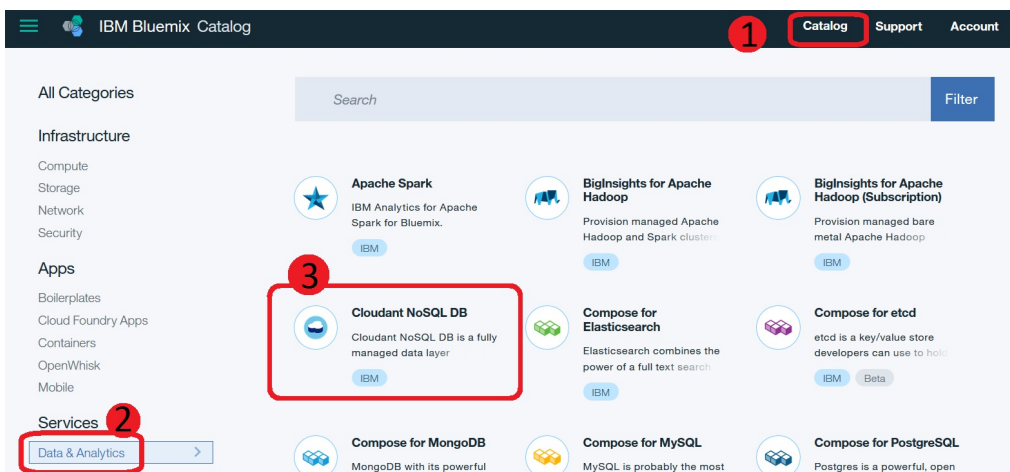 IBM Bluemix Catalog
1
Catalog
Support
Account
All Categories
Infrastructure
Compute
Storage
Network
Security
Apps
Boilerplates
Cloud Foundry Apps
Containers
OpenWhisk
Mobile
Services
2
Data & Analytics
Search
Filter
Apache Spark
IBM Analytics for Apache
Spark for Bluemix.
IBM
BigInsights for Apache
Hadoop
Provision managed Apache
Hadoop and Spark clusters
IBM
BigInsights for Apache
Hadoop (Subscription)
Provision managed bare
metal Apache Hadoop
IBM
3
Cloudant NoSQL DB
Cloudant NoSQL DB is a fully
managed data layer
IBM
Compose for
Elasticsearch
Elasticsearch combines the
power of a full text search
IBM
Compose for etcd
etcd is a key/value store
developers can use to hold
IBM
Beta
Compose for MongoDB
MongoDB with its powerful
Compose for MySQL
MySQL is probably the most
Compose for PostgreSQL
Postgres is a powerful, open